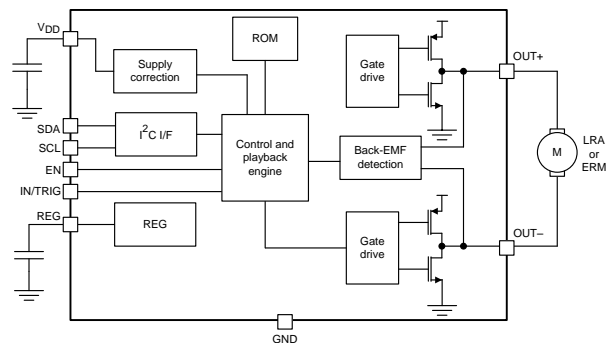 VDD
ROM
Supply
correction
Gate
drive
OUT+
SDA
SCL
I²C I/F
EN
IN/TRIG
Control and
playback
engine
Back-EMF
detection
M
LRA
or
ERM
REG
REG
Gate
drive
OUT–
GND